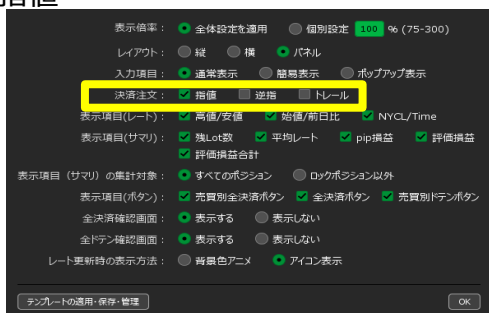 指値
表示倍率： 全体設定を適用 個別設定 100 % (75-300)
レイアウト： 縦 横 パネル
入力項目： 通常表示 簡易表示 ポップアップ表示
決済注文： 指値 逆指 トレール
表示項目(レート)： 高値/安値 始値/前日比 NYCL/Time
表示項目(サマリ)： 残Lot数 平均レート pip損益 評価損益
評価損益合計
表示項目（サマリ）の集計対象： すべてのポジション ロックポジション以外
表示項目(ボタン)： 売買別全決済ボタン 全決済ボタン 売買別ドテンボタン
全決済確認画面： 表示する 表示しない
全ドテン確認画面： 表示する 表示しない
レート更新時の表示方法： 背景色アニメ アイコン表示
テンプレートの適用・保存・管理 OK